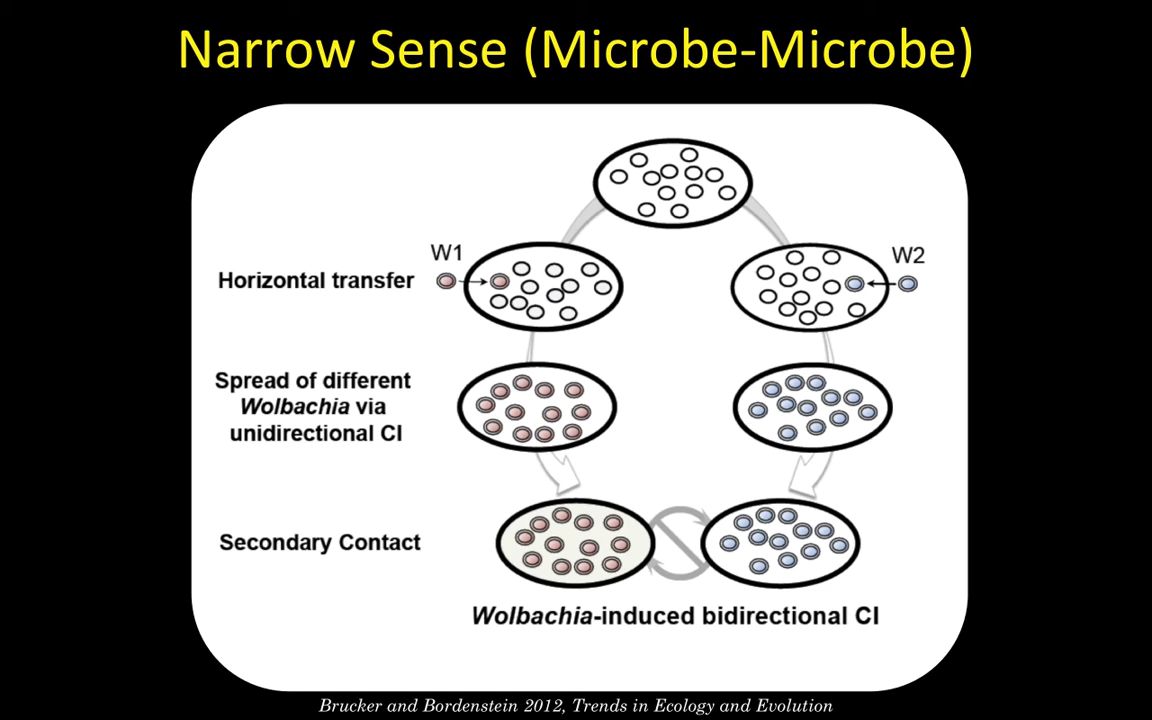 Narrow Sense (Microbe-Microbe)
W1
W2
Horizontal transfer
Spread of different
Wolbachia via
unidirectional CI
Secondary Contact
Wolbachia-induced bidirectional CI
Brucker and Bordenstein 2012, Trends in Ecology and Evolution